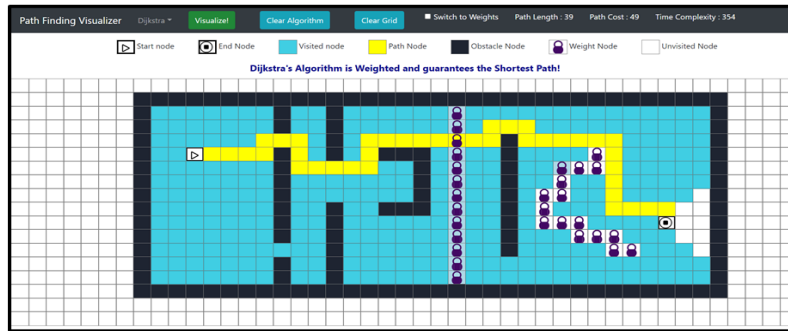 Path Finding Visualizer Dijkstra Visualize! Clear Algorithm Clear Grid Switch to Weights Path Length : 39 Path Cost : 49 Time Complexity : 354
Start node End Node Visited node Path Node Obstacle Node Weight Node Unvisited Node
Dijkstra's Algorithm is Weighted and guarantees the Shortest Path!